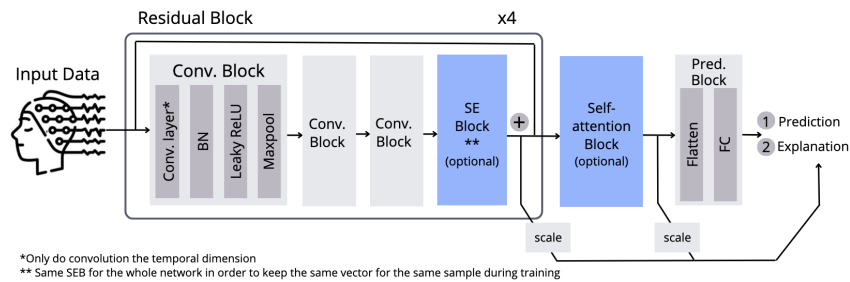 Residual Block
x4
Input Data
Conv. Block
Conv. layer*
BN
Leaky ReLU
Maxpool
Conv.
Block
Conv.
Block
SE
Block
**
(optional)
+
Self-
attention
Block
(optional)
Pred.
Block
Flatten
FC
1 Prediction
2 Explanation
scale
scale
*Only do convolution the temporal dimension
** Same SEB for the whole network in order to keep the same vector for the same sample during training